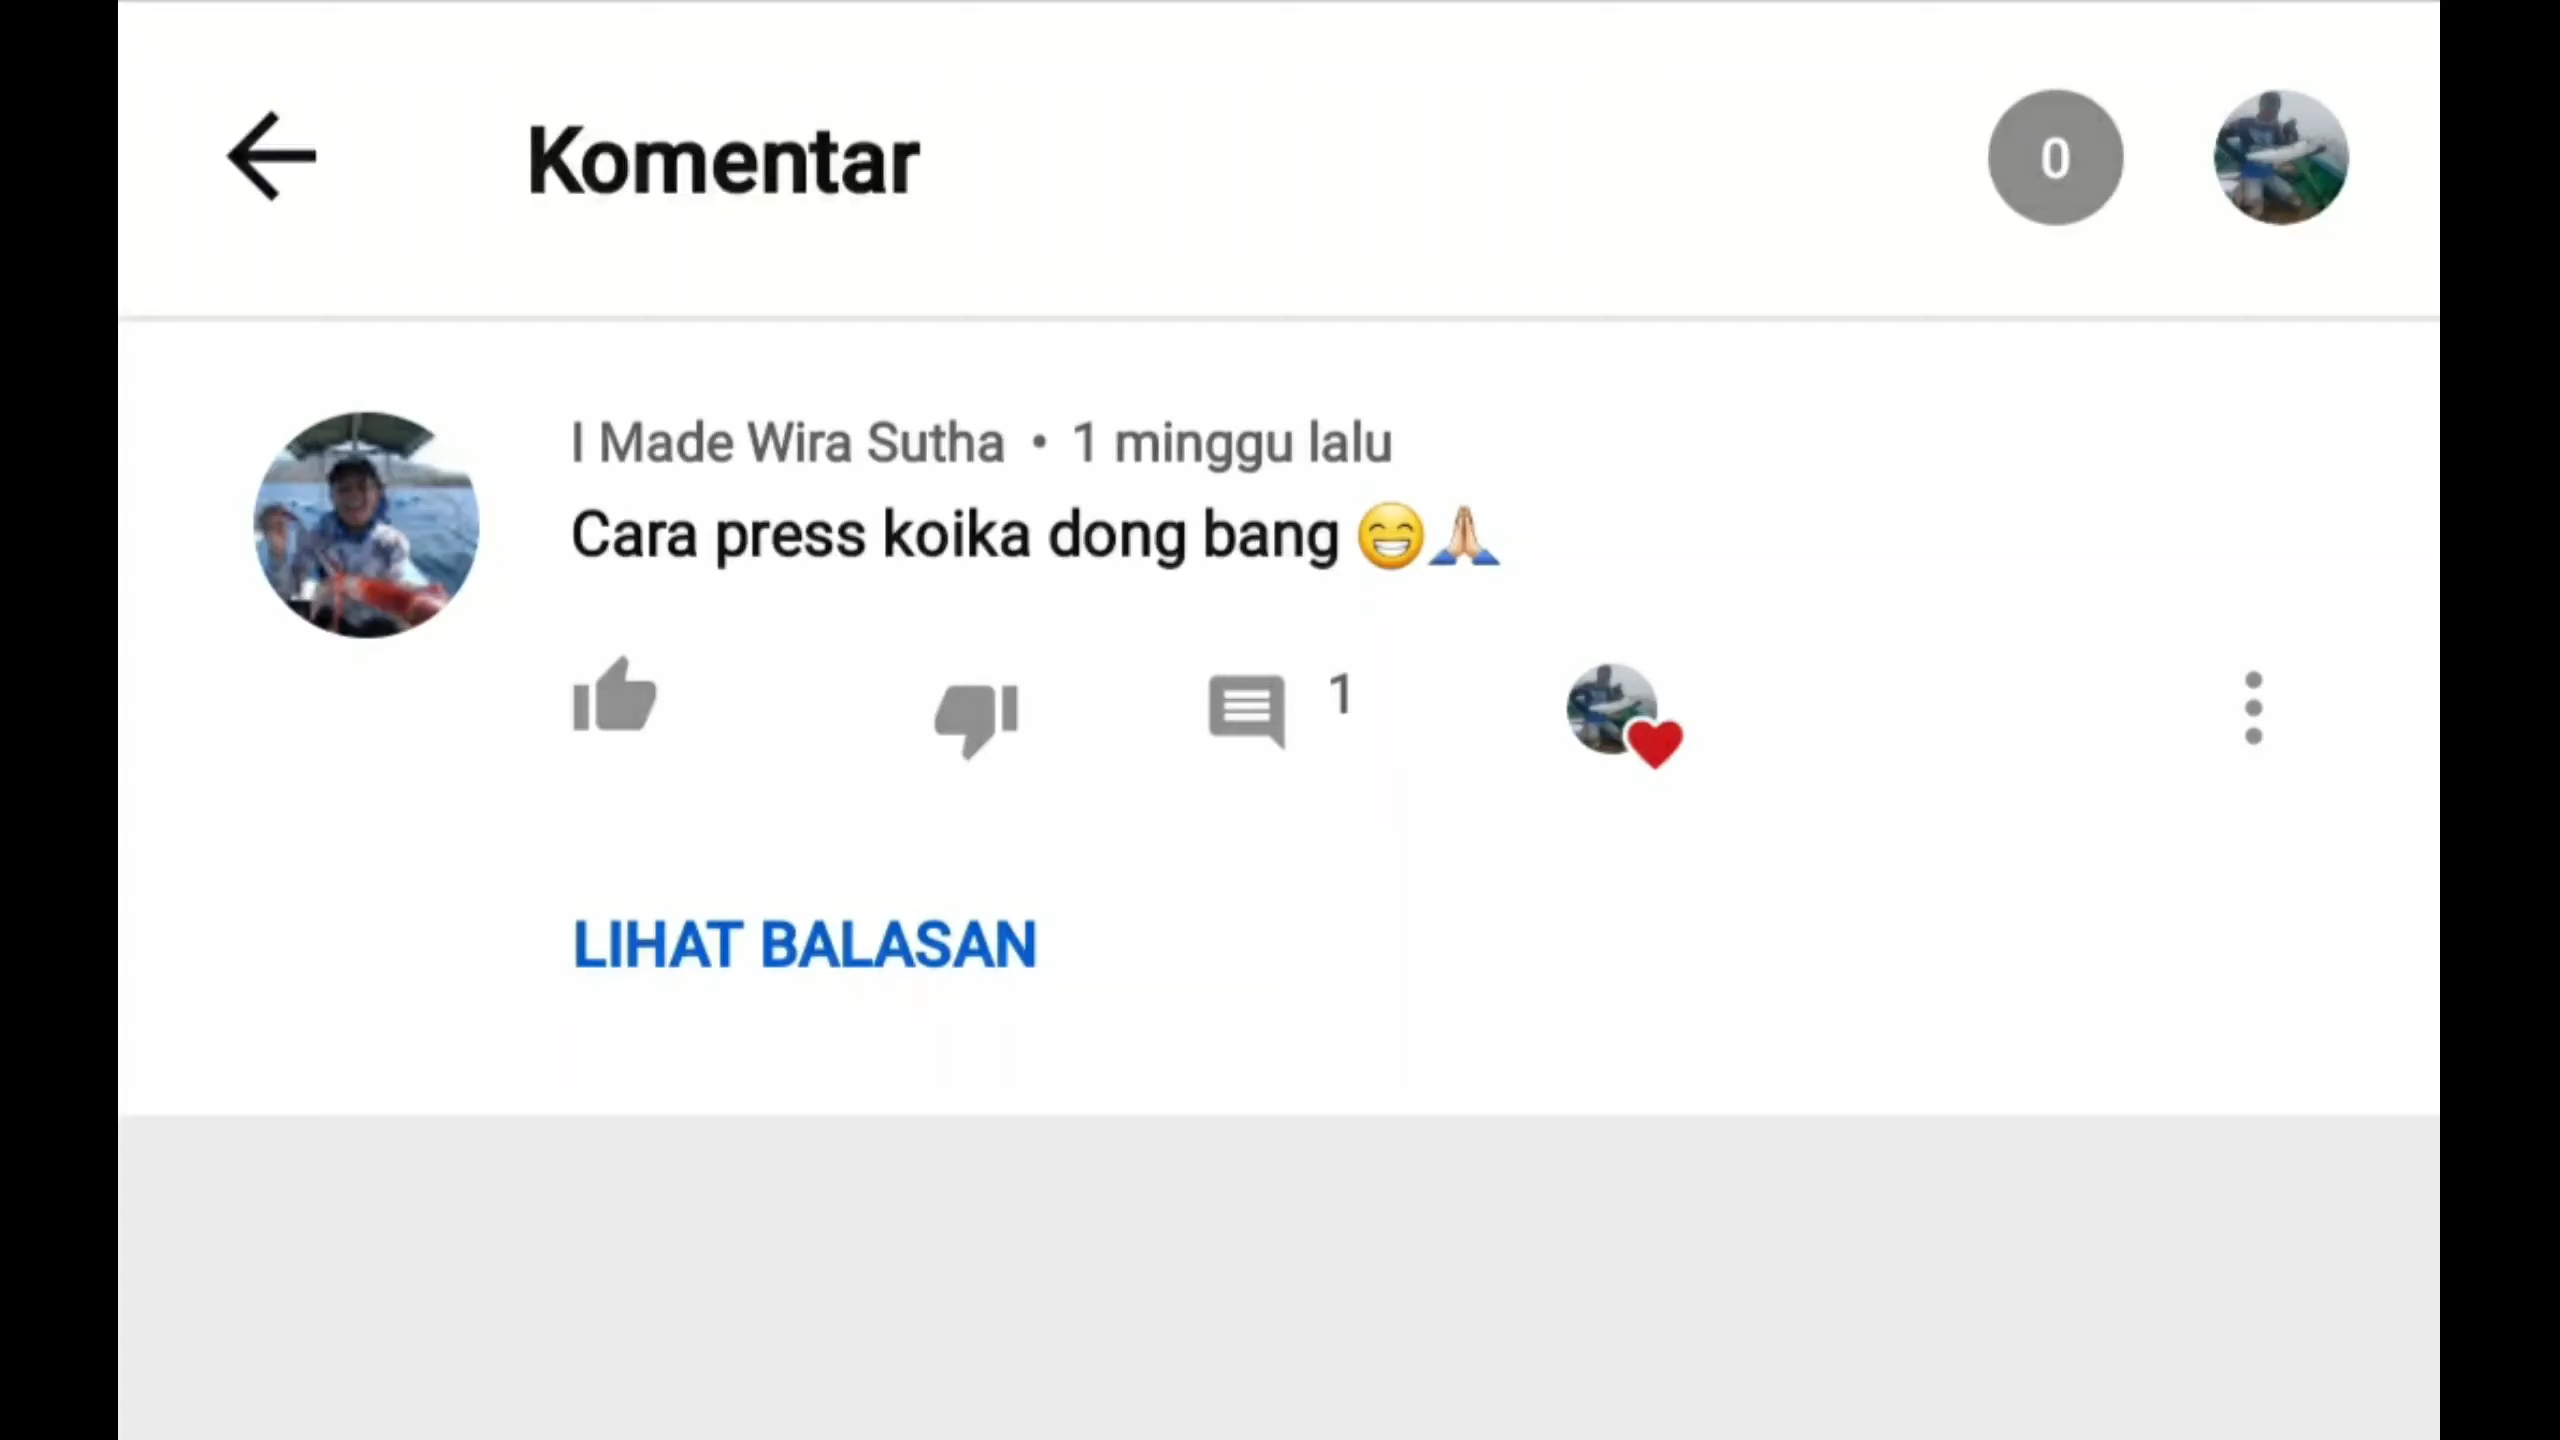 Komentar
0
I Made Wira Sutha • 1 minggu lalu
Cara press koika dong bang 😁🙏🏻
1
LIHAT BALASAN